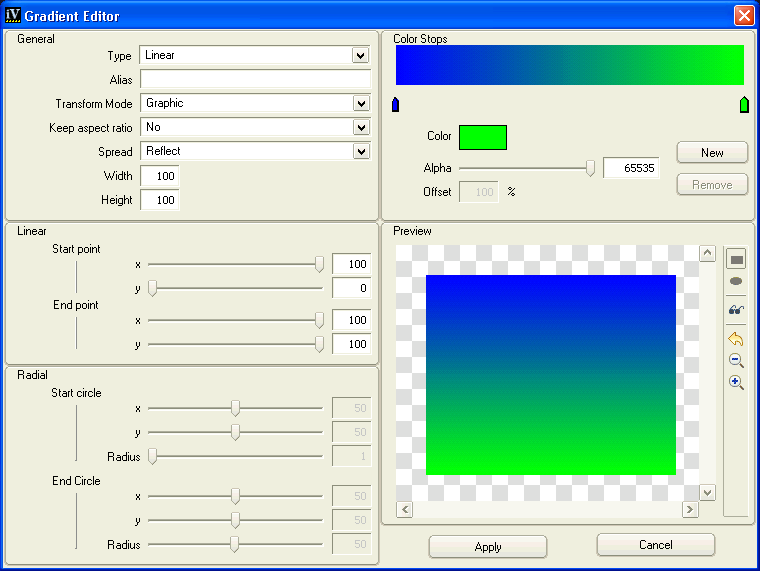 iV Gradient Editor
General
Type Linear
Alias
Transform Mode Graphic
Keep aspect ratio No
Spread Reflect
Width 100
Height 100
Color Stops
Color
Alpha 65535
Offset 100 %
New
Remove
Linear
Start point
x 100
y 0
End point
x 100
y 100
Radial
Start circle
x 50
y 50
Radius 1
End Circle
x 50
y 50
Radius 50
Preview
Apply
Cancel